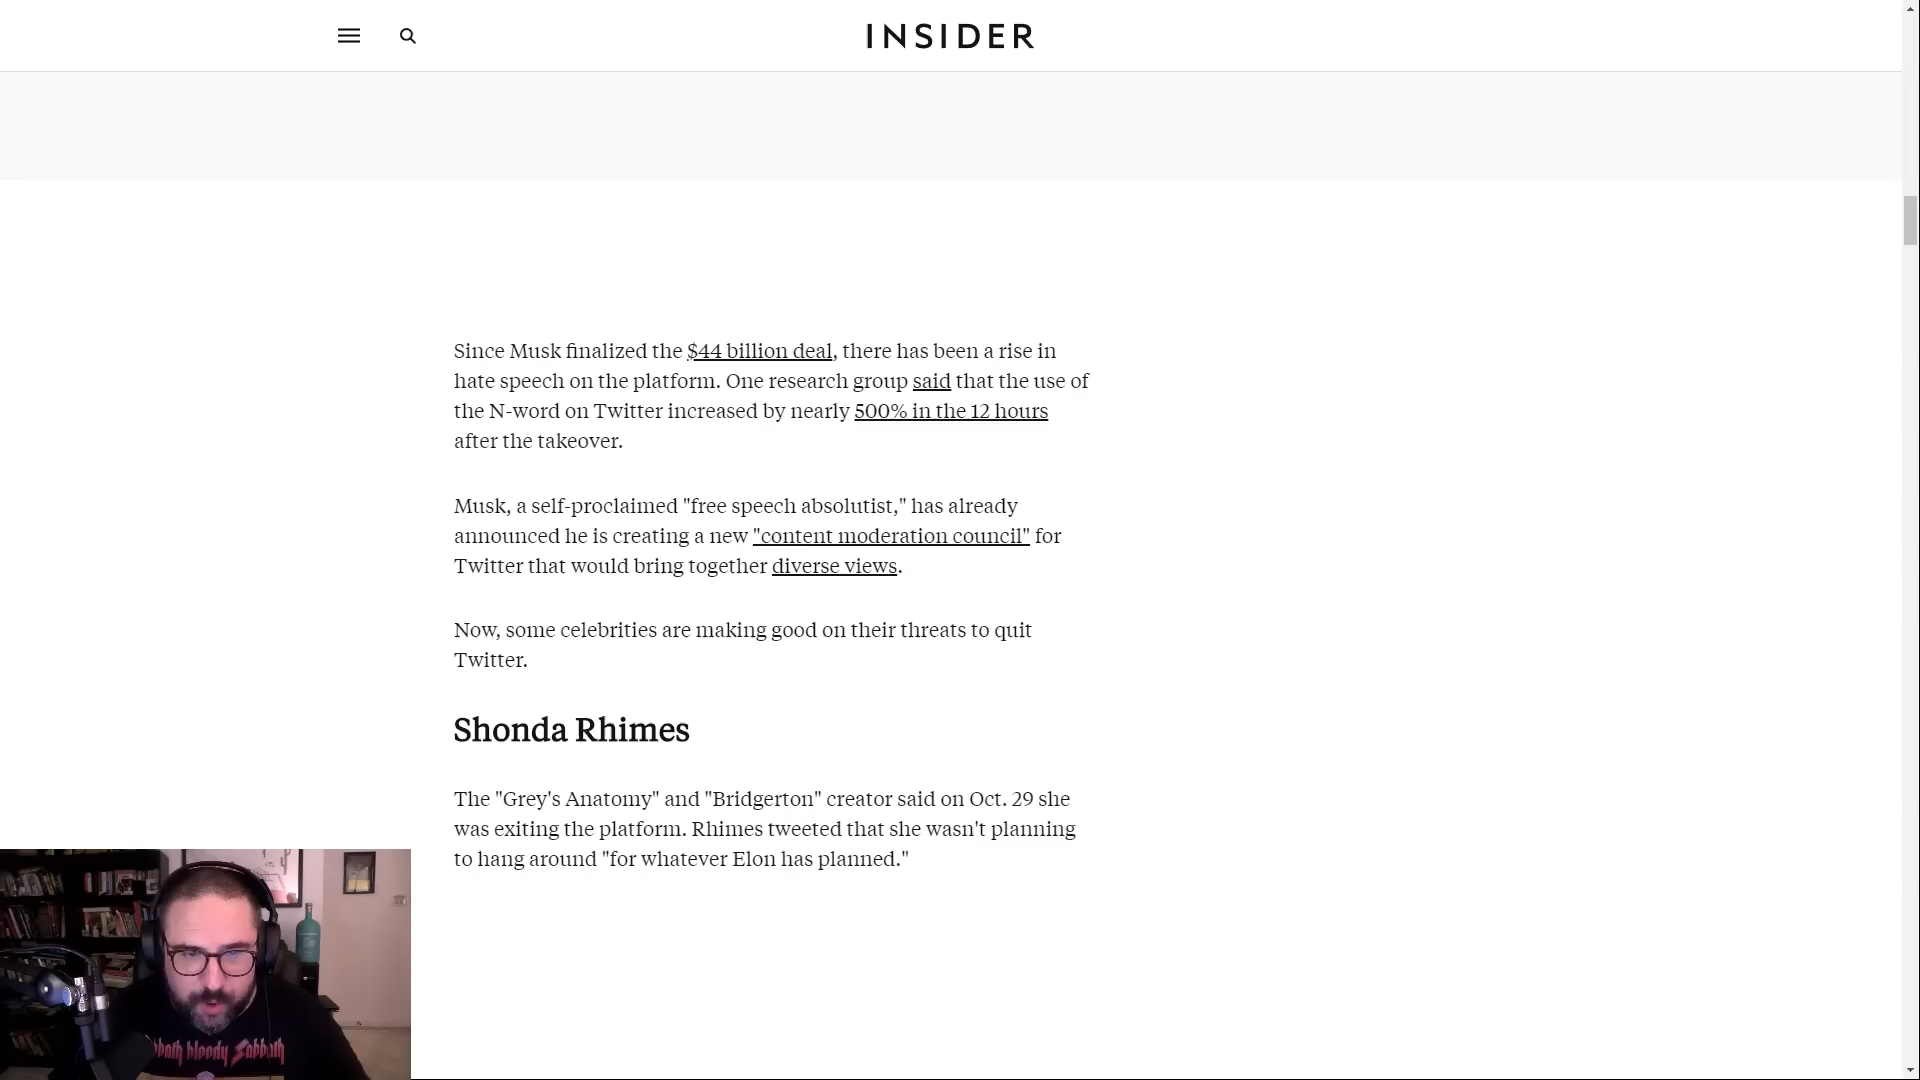 INSIDER
Since Musk finalized the $44 billion deal, there has been a rise in
hate speech on the platform. One research group said that the use of
the N-word on Twitter increased by nearly 500% in the 12 hours
after the takeover.
Musk, a self-proclaimed "free speech absolutist," has already
announced he is creating a new "content moderation council" for
Twitter that would bring together diverse views.
Now, some celebrities are making good on their threats to quit
Twitter.
Shonda Rhimes
The "Grey's Anatomy" and "Bridgerton" creator said on Oct. 29 she
was exiting the platform. Rhimes tweeted that she wasn't planning
to hang around "for whatever Elon has planned."
bloody Sabbath